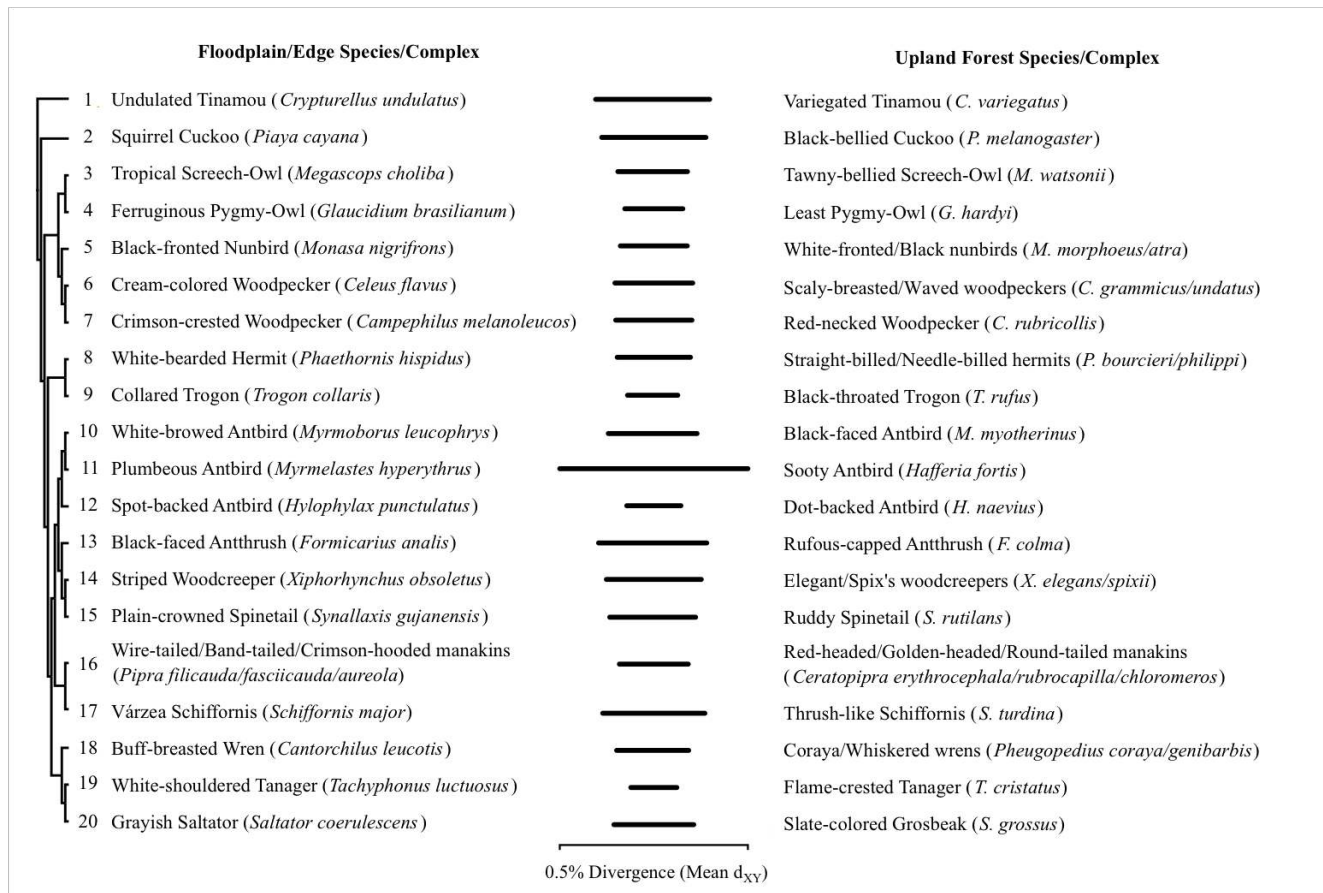 Floodplain/Edge Species/Complex
Upland Forest Species/Complex
1 Undulated Tinamou (Crypturellus undulatus) Variegated Tinamou (C. variegatus)
2 Squirrel Cuckoo (Piaya cayana) Black-bellied Cuckoo (P. melanogaster)
3 Tropical Screech-Owl (Megascops choliba) Tawny-bellied Screech-Owl (M. watsonii)
4 Ferruginous Pygmy-Owl (Glaucidium brasilianum) Least Pygmy-Owl (G. hardyi)
5 Black-fronted Nunbird (Monasa nigrifrons) White-fronted/Black nunbirds (M. morphoeus/atra)
6 Cream-colored Woodpecker (Celeus flavus) Scaly-breasted/Waved woodpeckers (C. grammicus/undatus)
7 Crimson-crested Woodpecker (Campephilus melanoleucos) Red-necked Woodpecker (C. rubricollis)
8 White-bearded Hermit (Phaethornis hispidus) Straight-billed/Needle-billed hermits (P. bourcieri/philippi)
9 Collared Trogon (Trogon collaris) Black-throated Trogon (T. rufus)
10 White-browed Antbird (Myrmoborus leucophrys) Black-faced Antbird (M. myotherinus)
11 Plumbeous Antbird (Myrmelastes hyperythrus) Sooty Antbird (Hafferia fortis)
12 Spot-backed Antbird (Hylophylax punctulatus) Dot-backed Antbird (H. naevius)
13 Black-faced Antthrush (Formicarius analis) Rufous-capped Antthrush (F. colma)
14 Striped Woodcreeper (Xiphorhynchus obsoletus) Elegant/Spix's woodcreepers (X. elegans/spixii)
15 Plain-crowned Spinetail (Synallaxis gujanensis) Ruddy Spinetail (S. rutilans)
16 Wire-tailed/Band-tailed/Crimson-hooded manakins Red-headed/Golden-headed/Round-tailed manakins
(Pipra filicauda/fasciicauda/aureola) (Ceratopipra erythrocephala/rubrocapilla/chloromeros)
17 Várzea Schiffornis (Schiffornis major) Thrush-like Schiffornis (S. turdina)
18 Buff-breasted Wren (Cantorchilus leucotis) Coraya/Whiskered wrens (Pheugopedius coraya/genibarbis)
19 White-shouldered Tanager (Tachyphonus luctuosus) Flame-crested Tanager (T. cristatus)
20 Grayish Saltator (Saltator coerulescens) Slate-colored Grosbeak (S. grossus)
0.5% Divergence (Mean dXY)